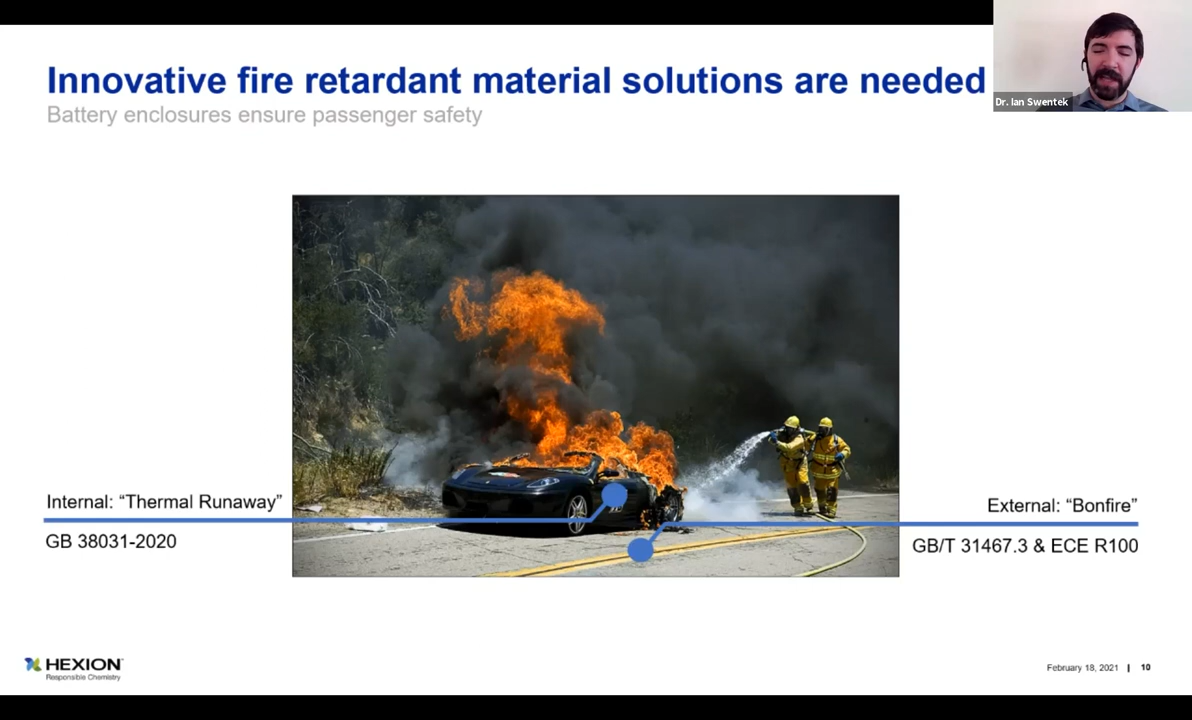 Innovative fire retardant material solutions are needed
Battery enclosures ensure passenger safety
Dr. Ian Swentek
Internal: “Thermal Runaway”
GB 38031-2020
External: “Bonfire”
GB/T 31467.3 & ECE R100
HEXION
Responsible Chemistry
February 18, 2021 | 10